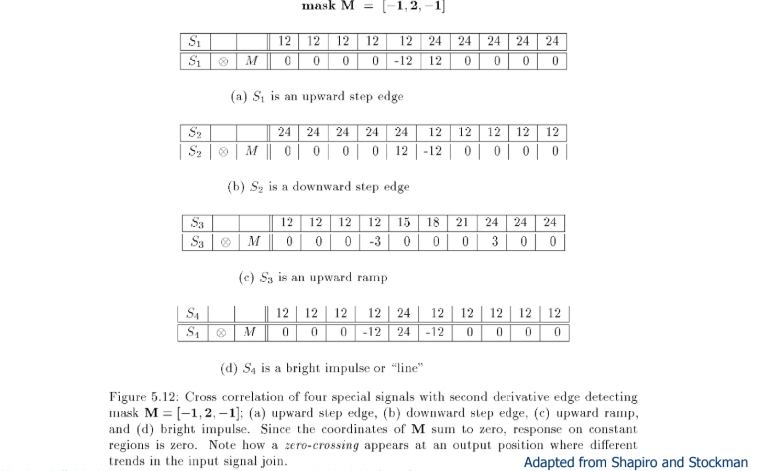 mask M = [−1, 2, −1]
S1 12 12 12 12 12 24 24 24 24 24
S1 ⊗ M 0 0 0 0 -12 12 0 0 0 0
(a) S1 is an upward step edge
S2 24 24 24 24 24 12 12 12 12 12
S2 ⊗ M 0 0 0 0 12 -12 0 0 0 0
(b) S2 is a downward step edge
S3 12 12 12 12 15 18 21 24 24 24
S3 ⊗ M 0 0 0 -3 0 0 0 3 0 0
(c) S3 is an upward ramp
S4 12 12 12 12 24 12 12 12 12 12
S4 ⊗ M 0 0 0 -12 24 -12 0 0 0 0
(d) S4 is a bright impulse or “line”
Figure 5.12: Cross correlation of four special signals with second derivative edge detecting
mask M = [−1, 2, −1]; (a) upward step edge, (b) downward step edge, (c) upward ramp,
and (d) bright impulse. Since the coordinates of M sum to zero, response on constant
regions is zero. Note how a zero-crossing appears at an output position where different
trends in the input signal join.
Adapted from Shapiro and Stockman